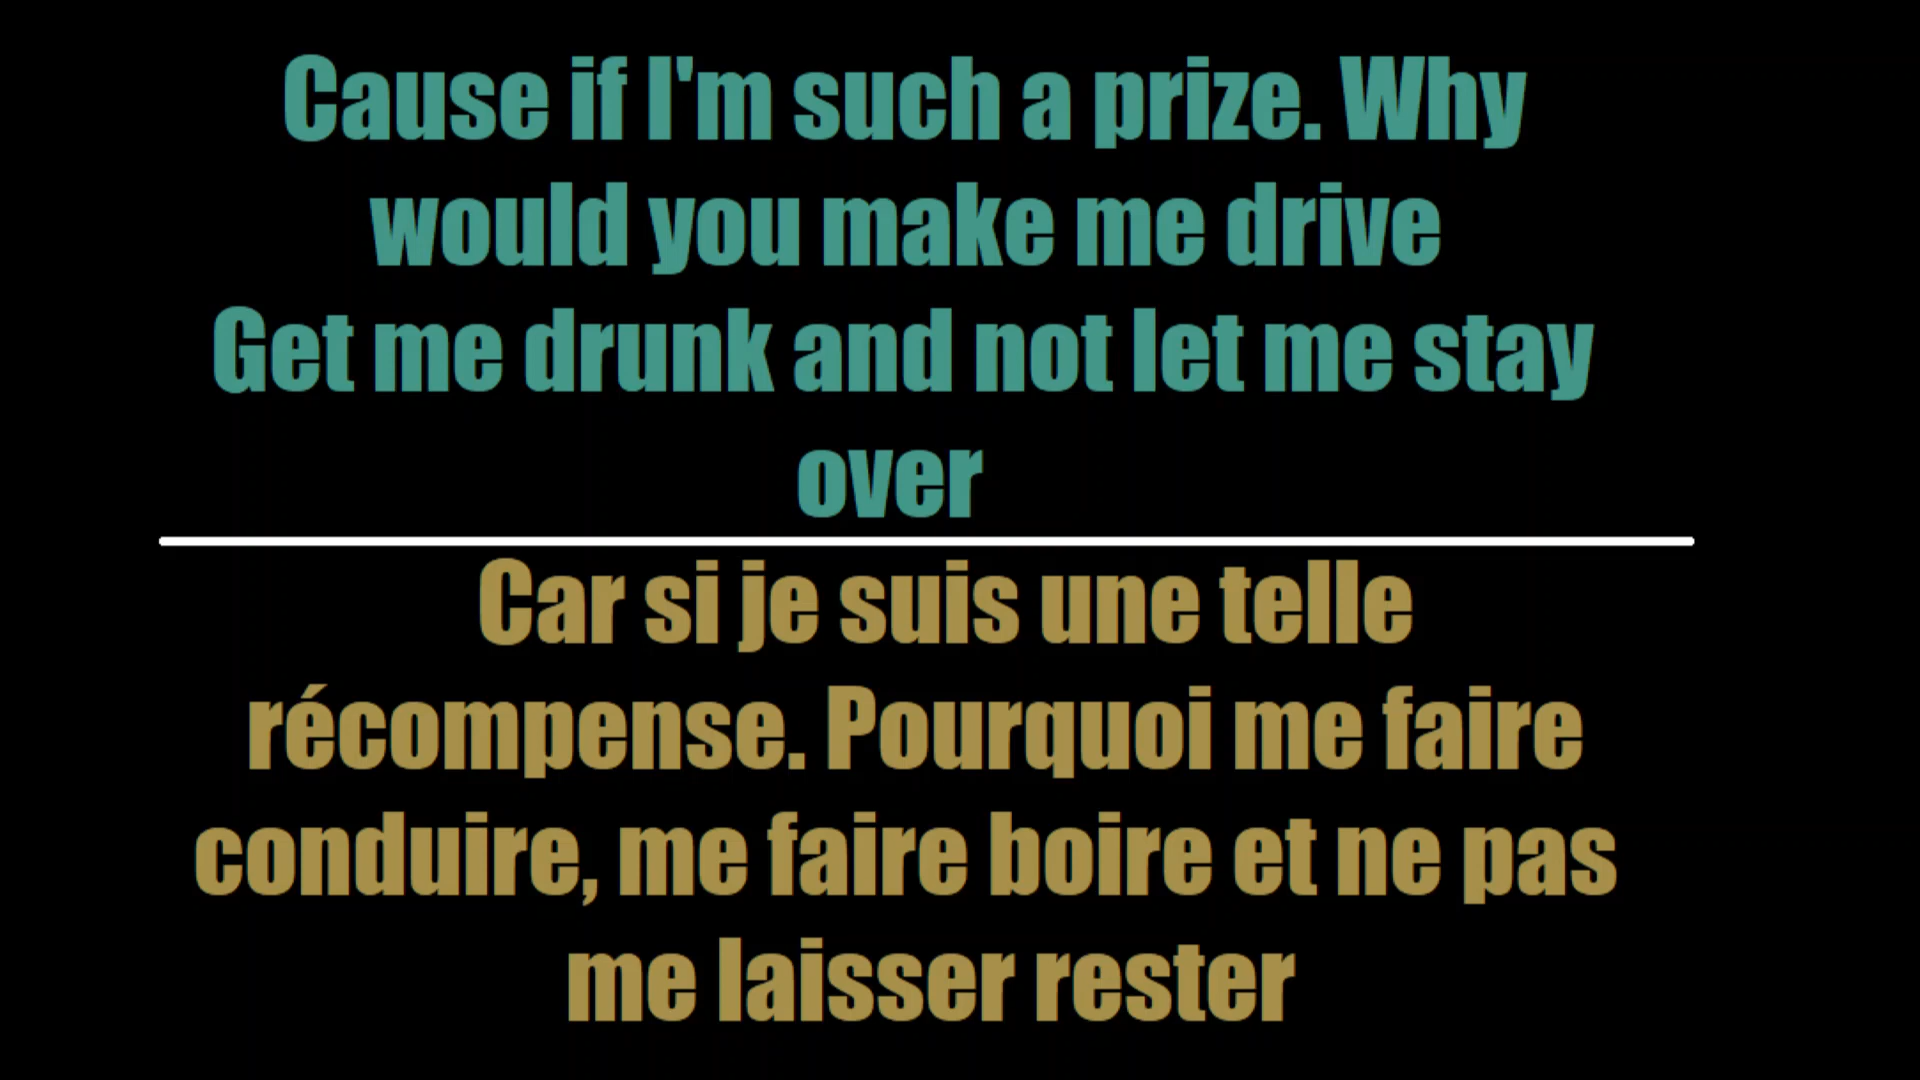 Cause if I'm such a prize. Why
would you make me drive
Get me drunk and not let me stay
over
Car si je suis une telle
récompense. Pourquoi me faire
conduire, me faire boire et ne pas
me laisser rester